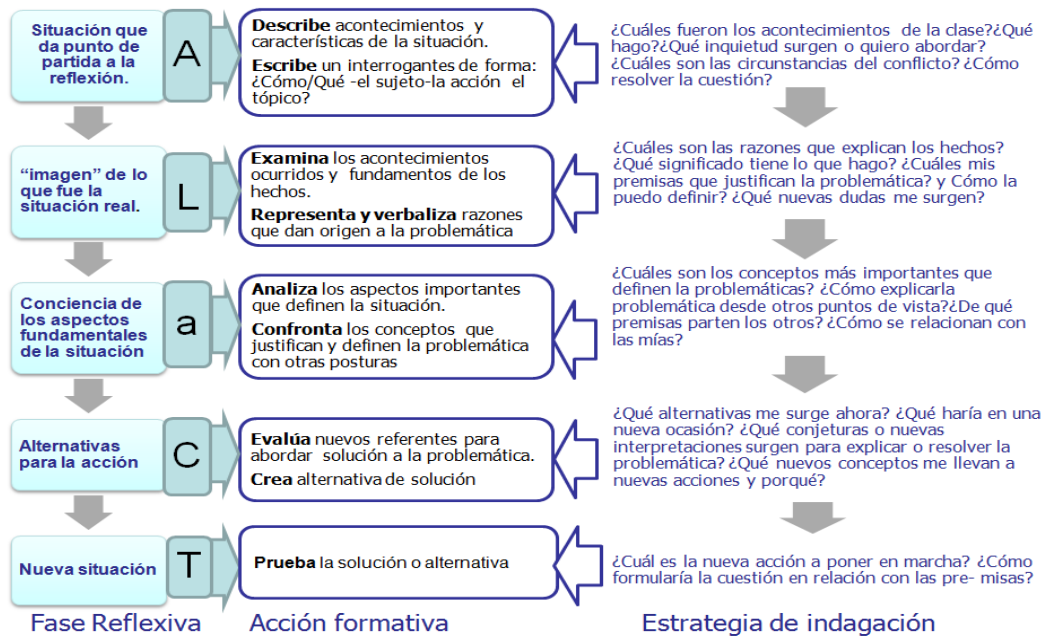 Situación que
da punto de
partida a la
reflexión.
A
Describe acontecimientos y
características de la situación.
Escribe un interrogantes de forma:
¿Cómo/Qué -el sujeto-la acción el
tópico?
¿Cuáles fueron los acontecimientos de la clase?¿Qué
hago?¿Qué inquietud surgen o quiero abordar?
¿Cuáles son las circunstancias del conflicto? ¿Cómo
resolver la cuestión?
“imagen” de lo
que fue la
situación real.
L
Examina los acontecimientos
ocurridos y fundamentos de los
hechos.
Representa y verbaliza razones
que dan origen a la problemática
¿Cuáles son las razones que explican los hechos?
¿Qué significado tiene lo que hago? ¿Cuáles mis
premisas que justifican la problemática? y Cómo la
puedo definir? ¿Qué nuevas dudas me surgen?
Conciencia de
los aspectos
fundamentales
de la situación
a
Analiza los aspectos importantes
que definen la situación.
Confronta los conceptos que
justifican y definen la problemática
con otras posturas
¿Cuáles son los conceptos más importantes que
definen la problemáticas? ¿Cómo explicarla
problemática desde otros puntos de vista?¿De qué
premisas parten los otros? ¿Cómo se relacionan con
las mías?
Alternativas
para la acción
C
Evalúa nuevos referentes para
abordar solución a la problemática.
Crea alternativa de solución
¿Qué alternativas me surge ahora? ¿Qué haría en una
nueva ocasión? ¿Qué conjeturas o nuevas
interpretaciones surgen para explicar o resolver la
problemática? ¿Qué nuevos conceptos me llevan a
nuevas acciones y porqué?
Nueva situación
T
Prueba la solución o alternativa
¿Cuál es la nueva acción a poner en marcha? ¿Cómo
formularía la cuestión en relación con las pre- misas?
Fase Reflexiva
Acción formativa
Estrategia de indagación